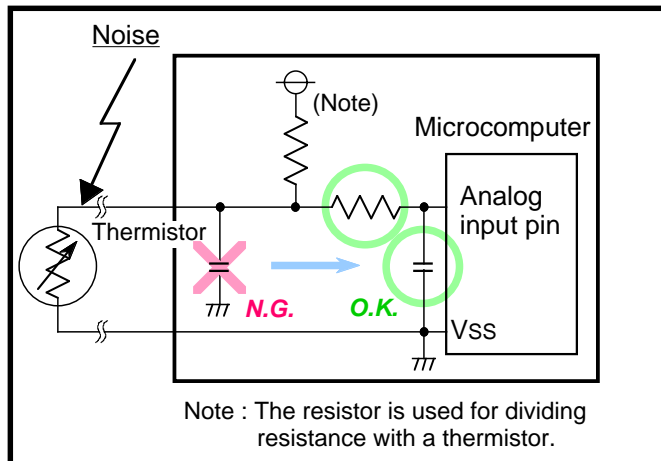 Noise
(Note)
Microcomputer
Analog
input pin
Thermistor
N.G.
O.K.
VSS
Note : The resistor is used for dividing
resistance with a thermistor.